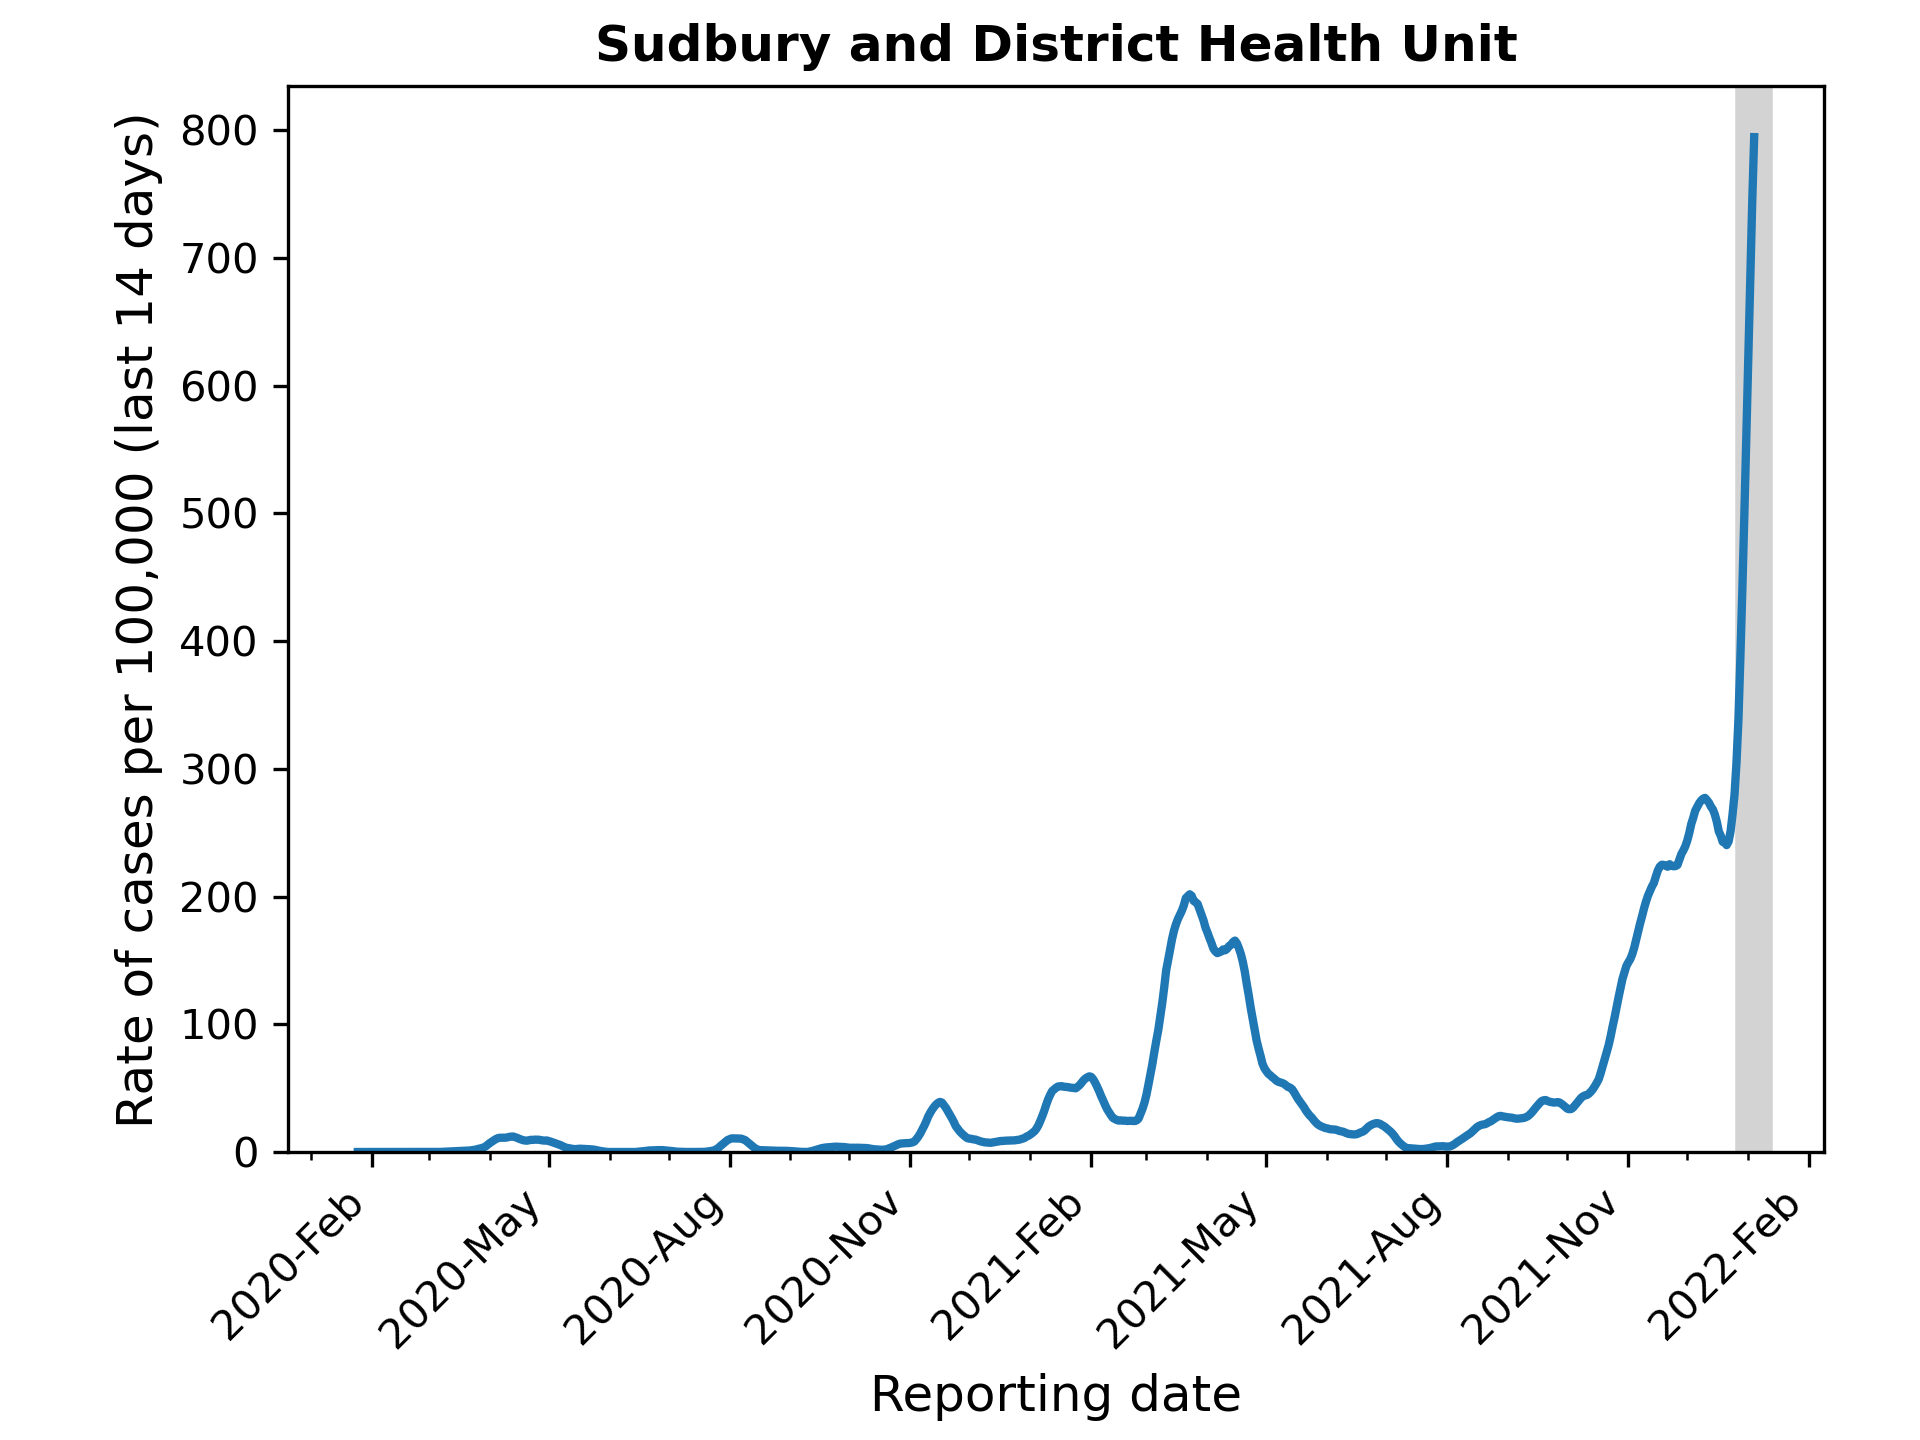 Sudbury and District Health Unit
Rate of cases per 100,000 (last 14 days)
800
700
600
500
400
300
200
100
0
2020-Feb
2020-May
2020-Aug
2020-Nov
2021-Feb
2021-May
2021-Aug
2021-Nov
2022-Feb
Reporting date